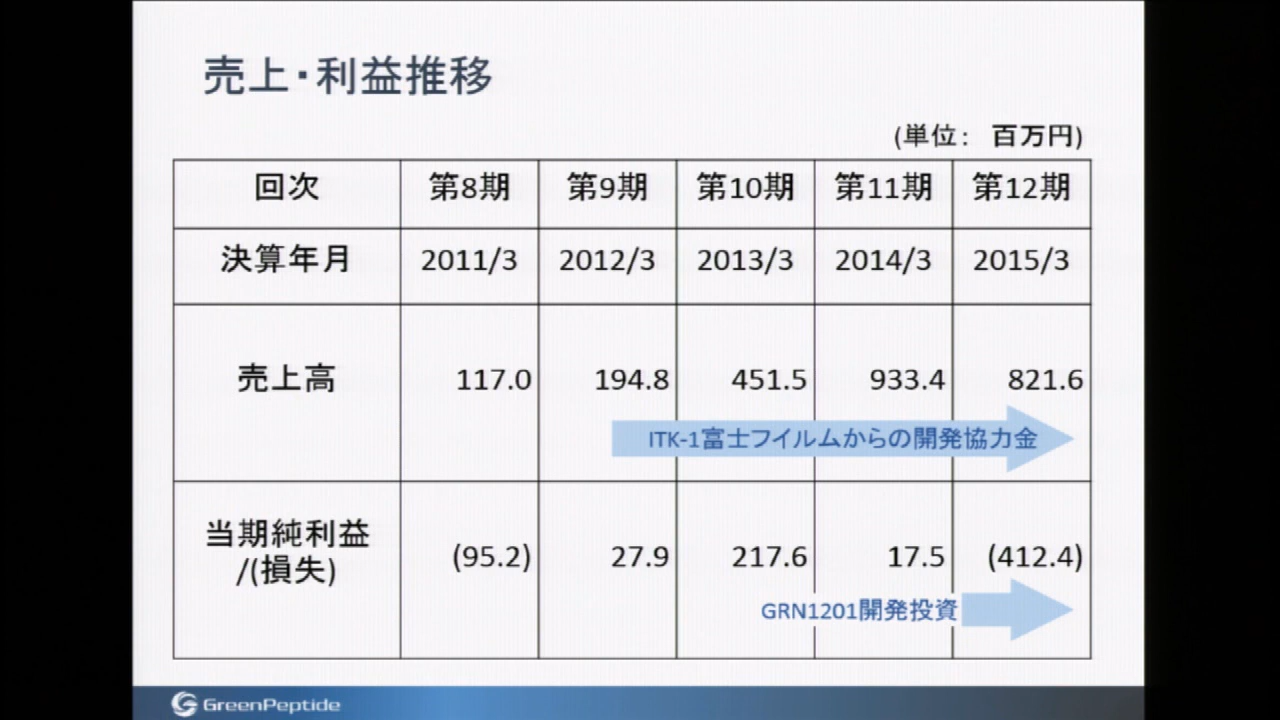 売上・利益推移
(単位： 百万円)
回次 第8期 第9期 第10期 第11期 第12期
決算年月 2011/3 2012/3 2013/3 2014/3 2015/3
売上高 117.0 194.8 451.5 933.4 821.6
ITK-1富士フイルムからの開発協力金
当期純利益
/(損失) (95.2) 27.9 217.6 17.5 (412.4)
GRN1201開発投資
GreenPeptide